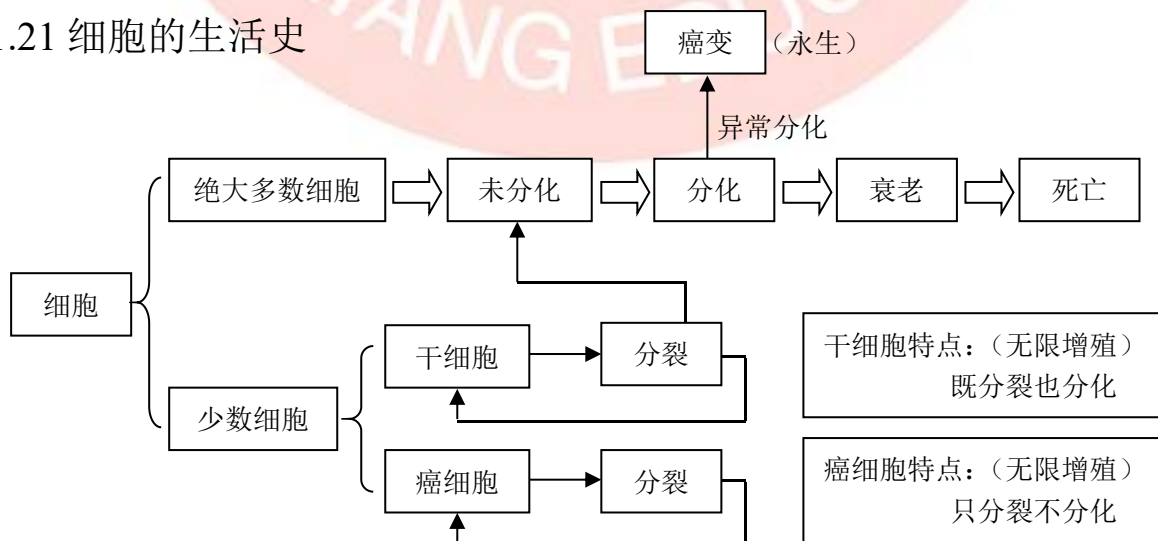 .21 细胞的生活史
癌变 （永生）
异常分化
绝大多数细胞 未分化 分化 衰老 死亡
细胞
干细胞 分裂
少数细胞
癌细胞 分裂
干细胞特点：（无限增殖）
既分裂也分化
癌细胞特点：（无限增殖）
只分裂不分化
YANG EDU